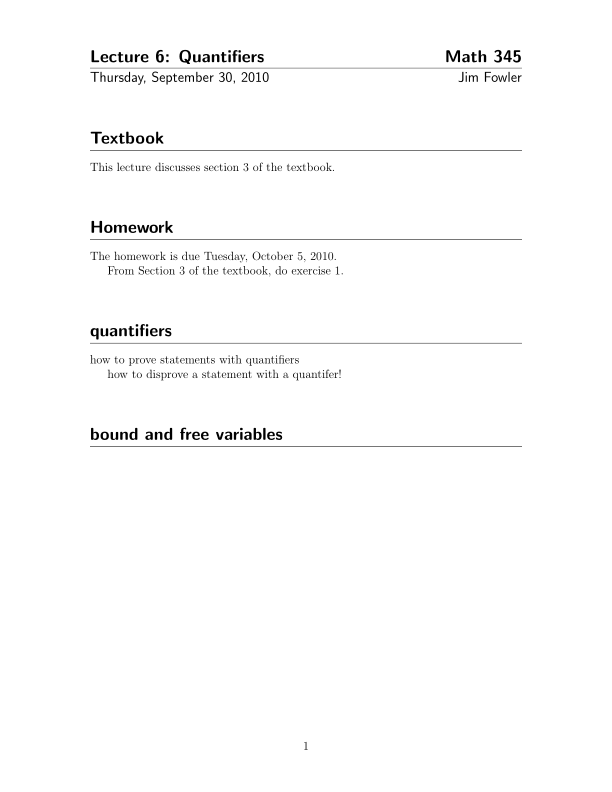 Lecture 6: Quantifiers Math 345
Thursday, September 30, 2010 Jim Fowler
Textbook
This lecture discusses section 3 of the textbook.
Homework
The homework is due Tuesday, October 5, 2010.
From Section 3 of the textbook, do exercise 1.
quantifiers
how to prove statements with quantifiers
how to disprove a statement with a quantifer!
bound and free variables
1